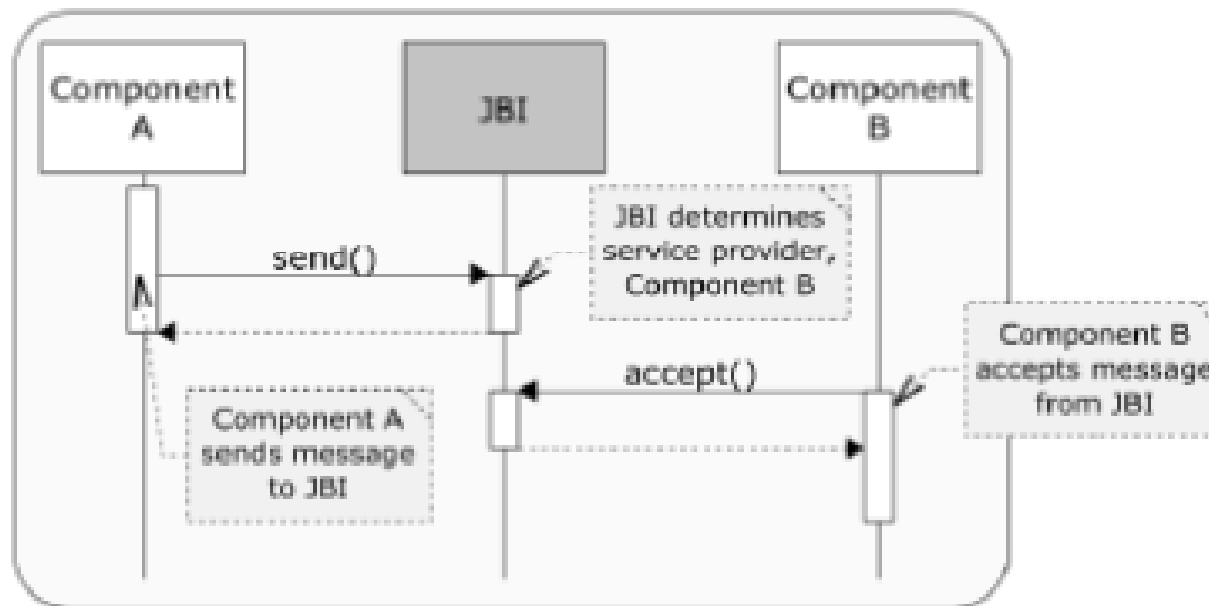 Component
A
JBI
Component
B
JBI determines
service provider,
Component B
send()
Component B
accepts message
from JBI
accept()
Component A
sends message
to JBI